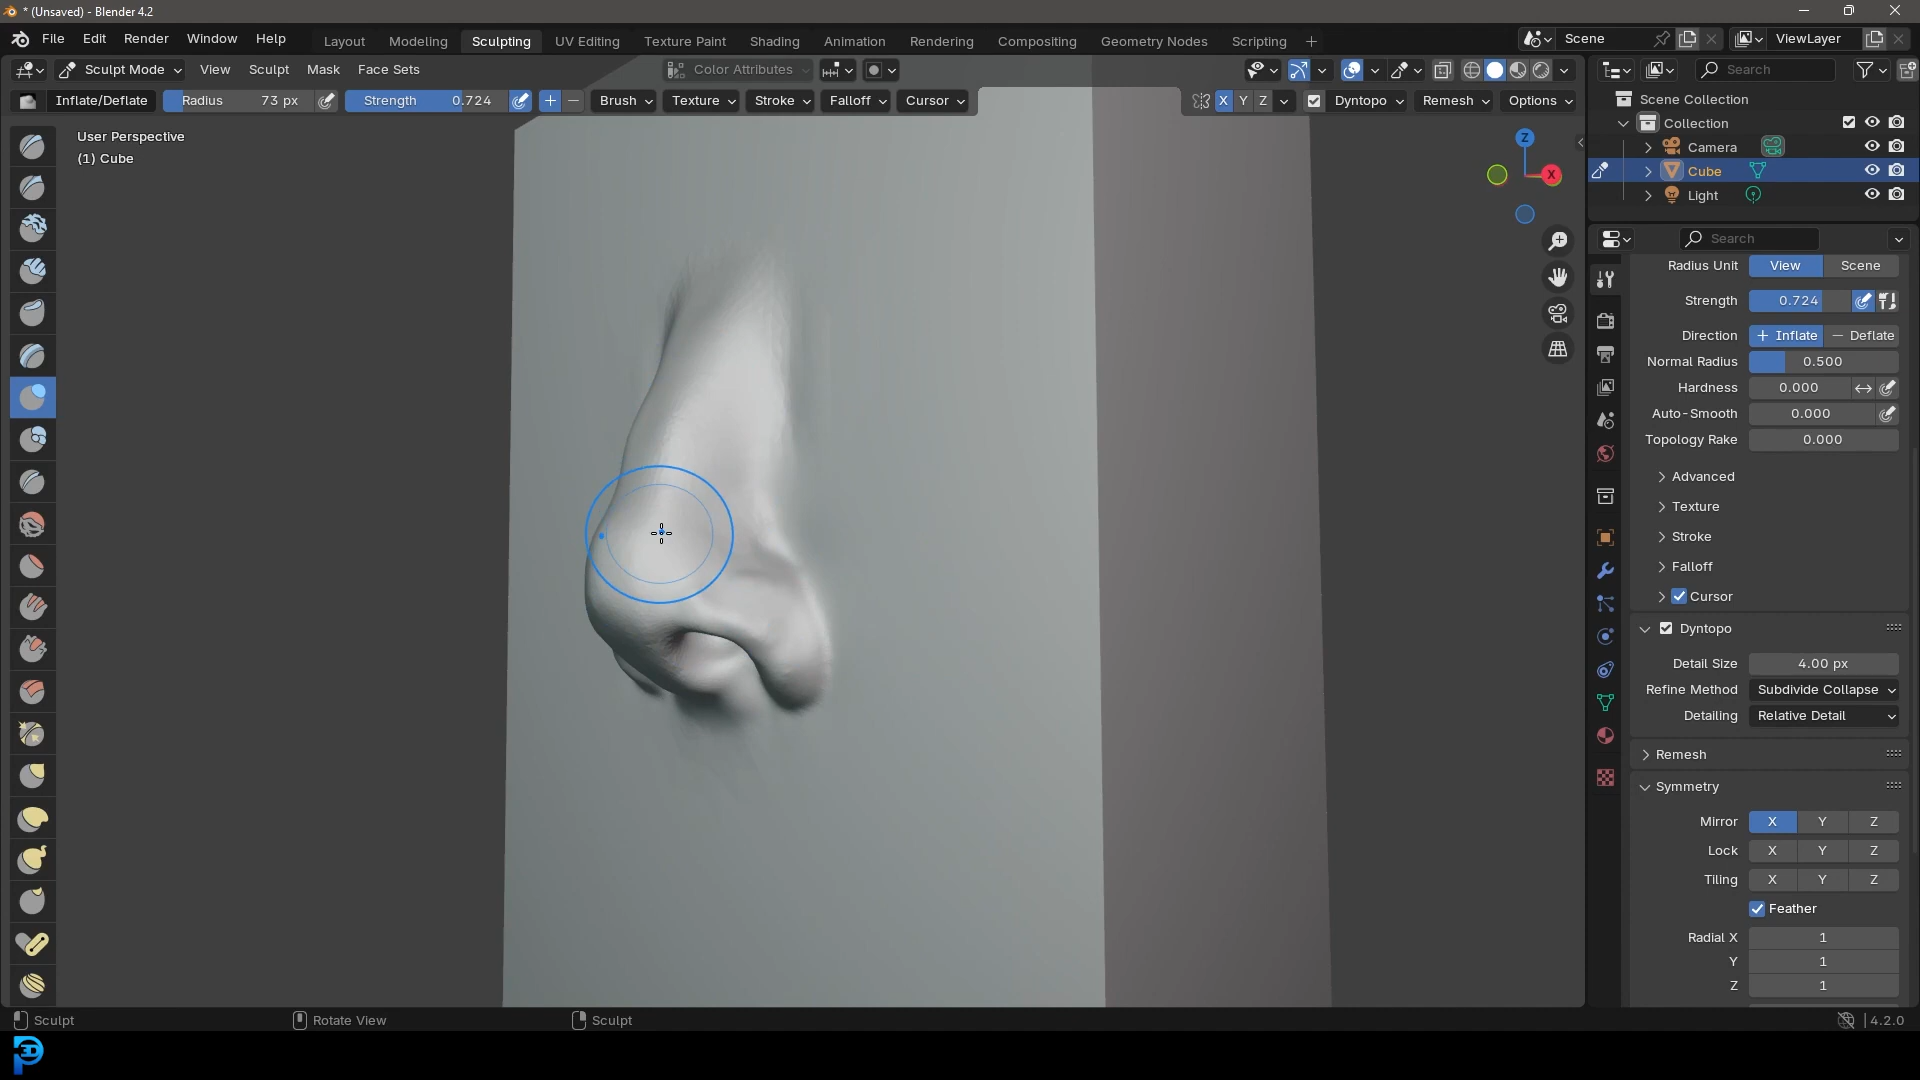 * (Unsaved) - Blender 4.2
File Edit Render Window Help Layout Modeling Sculpting UV Editing Texture Paint Shading Animation Rendering Compositing Geometry Nodes Scripting + Scene ViewLayer
Sculpt Mode View Sculpt Mask Face Sets Color Attributes Search
Inflate/Deflate Radius 73 px Strength 0.724 Brush Texture Stroke Falloff Cursor X Y Z Dyntopo Remesh Options
Scene Collection
Collection
Camera
Cube
Light
User Perspective
(1) Cube
Z
X
Search
Radius Unit View Scene
Strength 0.724
Direction + Inflate — Deflate
Normal Radius 0.500
Hardness 0.000
Auto-Smooth 0.000
Topology Rake 0.000
Advanced
Texture
Stroke
Falloff
Cursor
Dyntopo
Detail Size 4.00 px
Refine Method Subdivide Collapse
Detailing Relative Detail
Remesh
Symmetry
Mirror X Y Z
Lock X Y Z
Tiling X Y Z
Feather
Radial X 1
Y 1
Z 1
Sculpt Rotate View Sculpt 4.2.0
3D